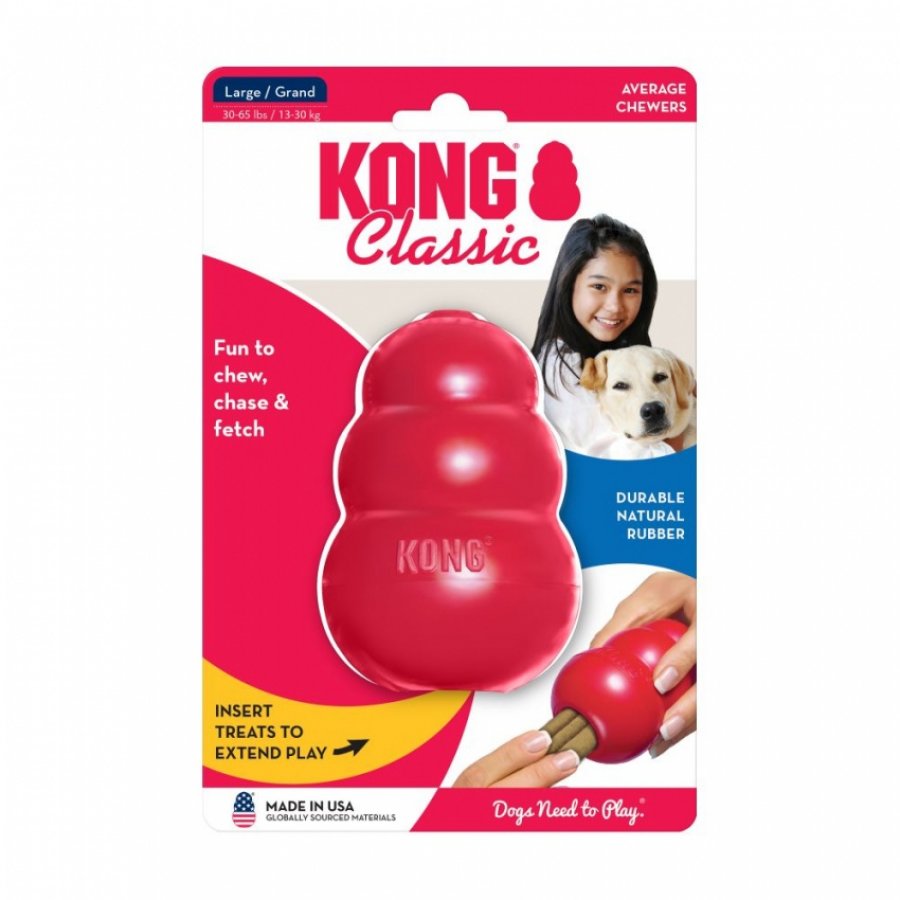 Large / Grand
30-65 lbs / 13-30 kg
AVERAGE
CHEWERS
KONG®
Classic
Fun to
chew,
chase &
fetch
DURABLE
NATURAL
RUBBER
KONG®
INSERT
TREATS TO
EXTEND PLAY
MADE IN USA
GLOBALLY SOURCED MATERIALS
Dogs Need to Play.®